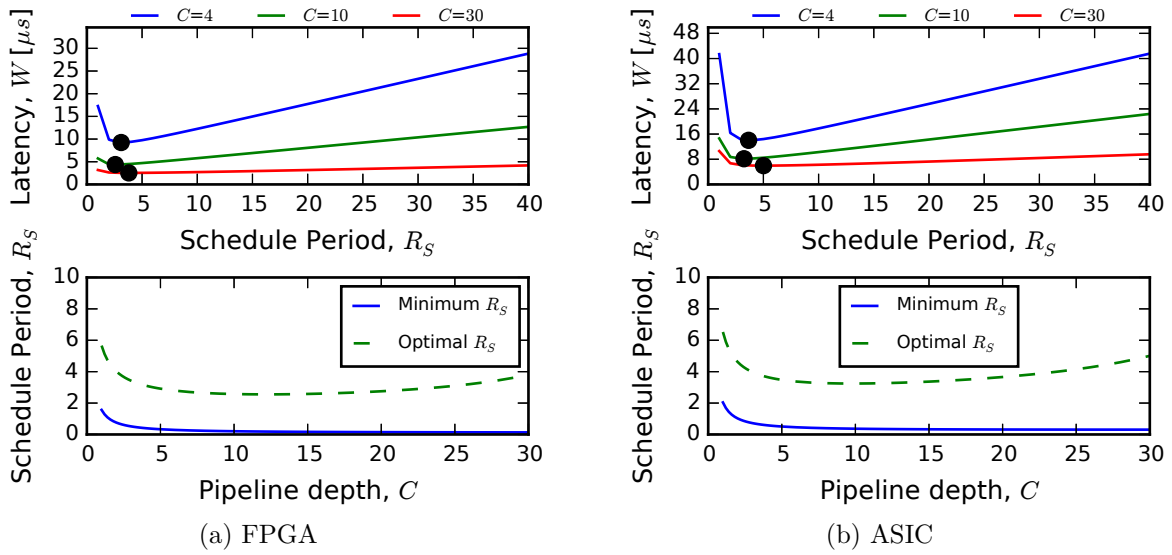 C=4 C=10 C=30
Latency, W [μs]
30
25
20
15
10
5
0
0 5 10 15 20 25 30 35 40
Schedule Period, R_S
Schedule Period, R_S
10
8
6
4
2
0
Minimum R_S
Optimal R_S
0 5 10 15 20 25 30
Pipeline depth, C
(a) FPGA
C=4 C=10 C=30
Latency, W [μs]
48
40
32
24
16
8
0
0 5 10 15 20 25 30 35 40
Schedule Period, R_S
Schedule Period, R_S
10
8
6
4
2
0
Minimum R_S
Optimal R_S
0 5 10 15 20 25 30
Pipeline depth, C
(b) ASIC